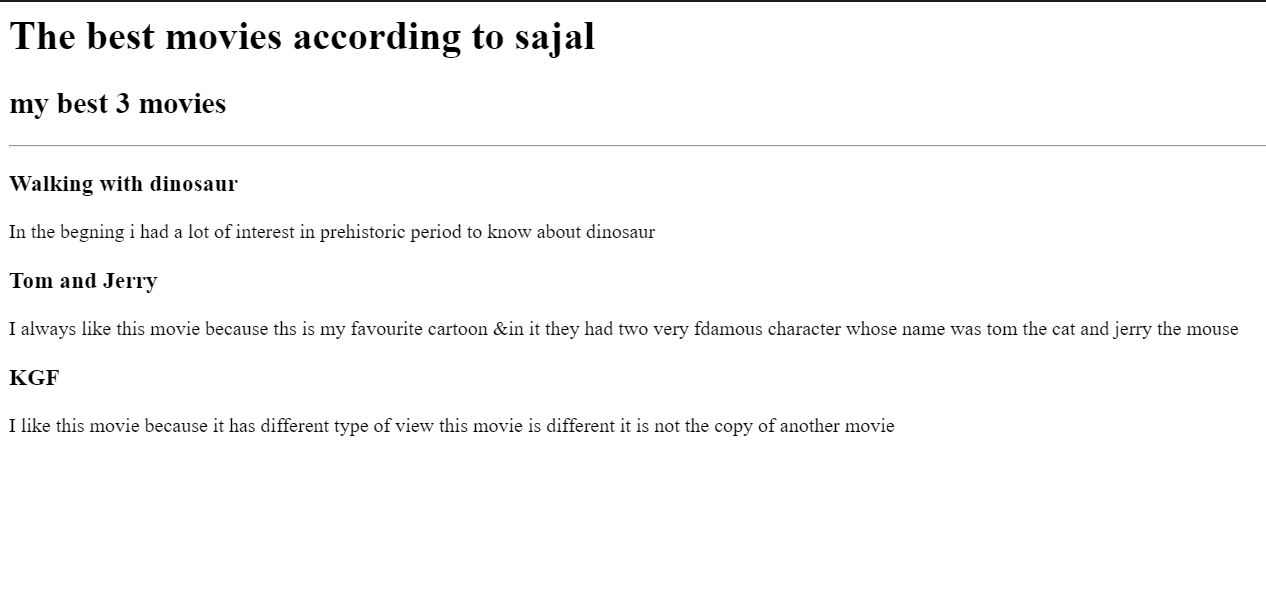 The best movies according to sajal
my best 3 movies
Walking with dinosaur
In the begning i had a lot of interest in prehistoric period to know about dinosaur
Tom and Jerry
I always like this movie because ths is my favourite cartoon &in it they had two very fdamous character whose name was tom the cat and jerry the mouse
KGF
I like this movie because it has different type of view this movie is different it is not the copy of another movie